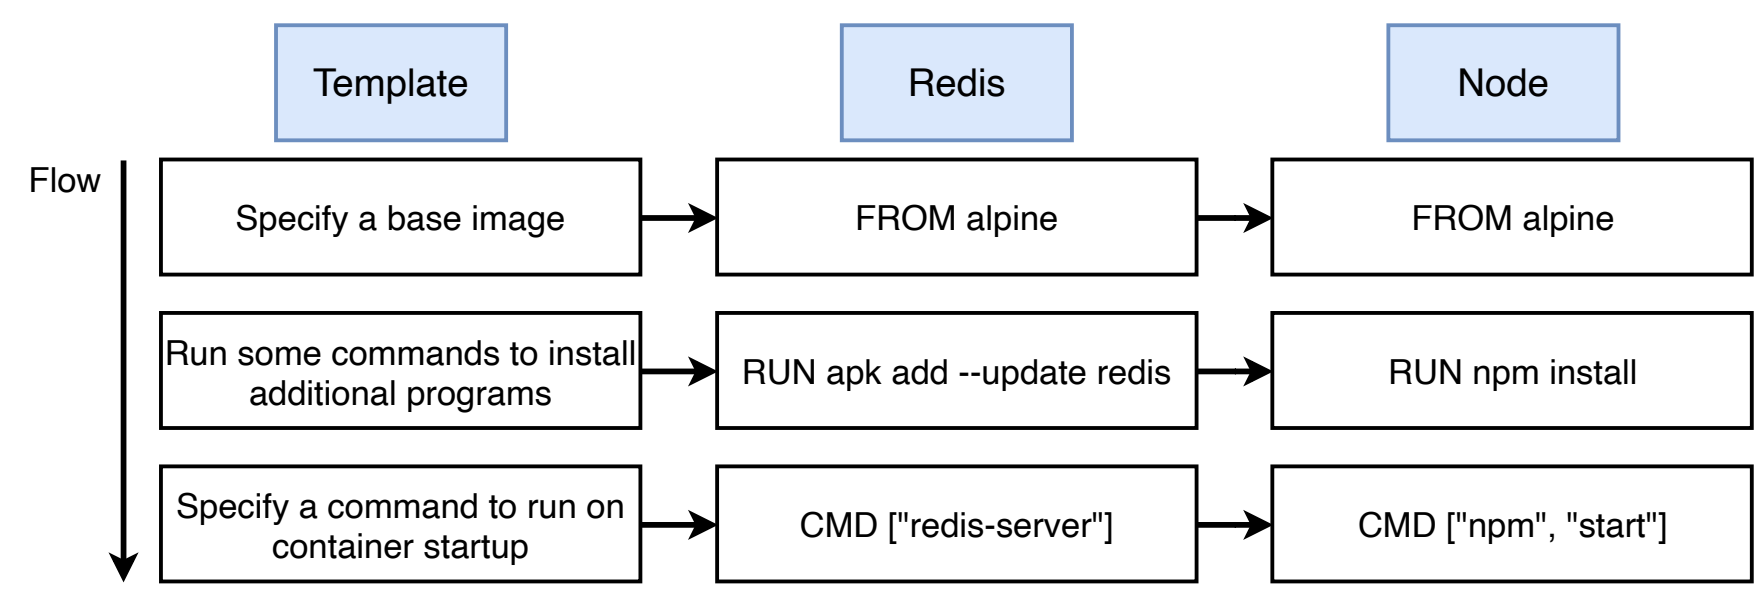 Template
Redis
Node
Flow
Specify a base image
FROM alpine
FROM alpine
Run some commands to install
additional programs
RUN apk add --update redis
RUN npm install
Specify a command to run on
container startup
CMD ["redis-server"]
CMD ["npm", "start"]